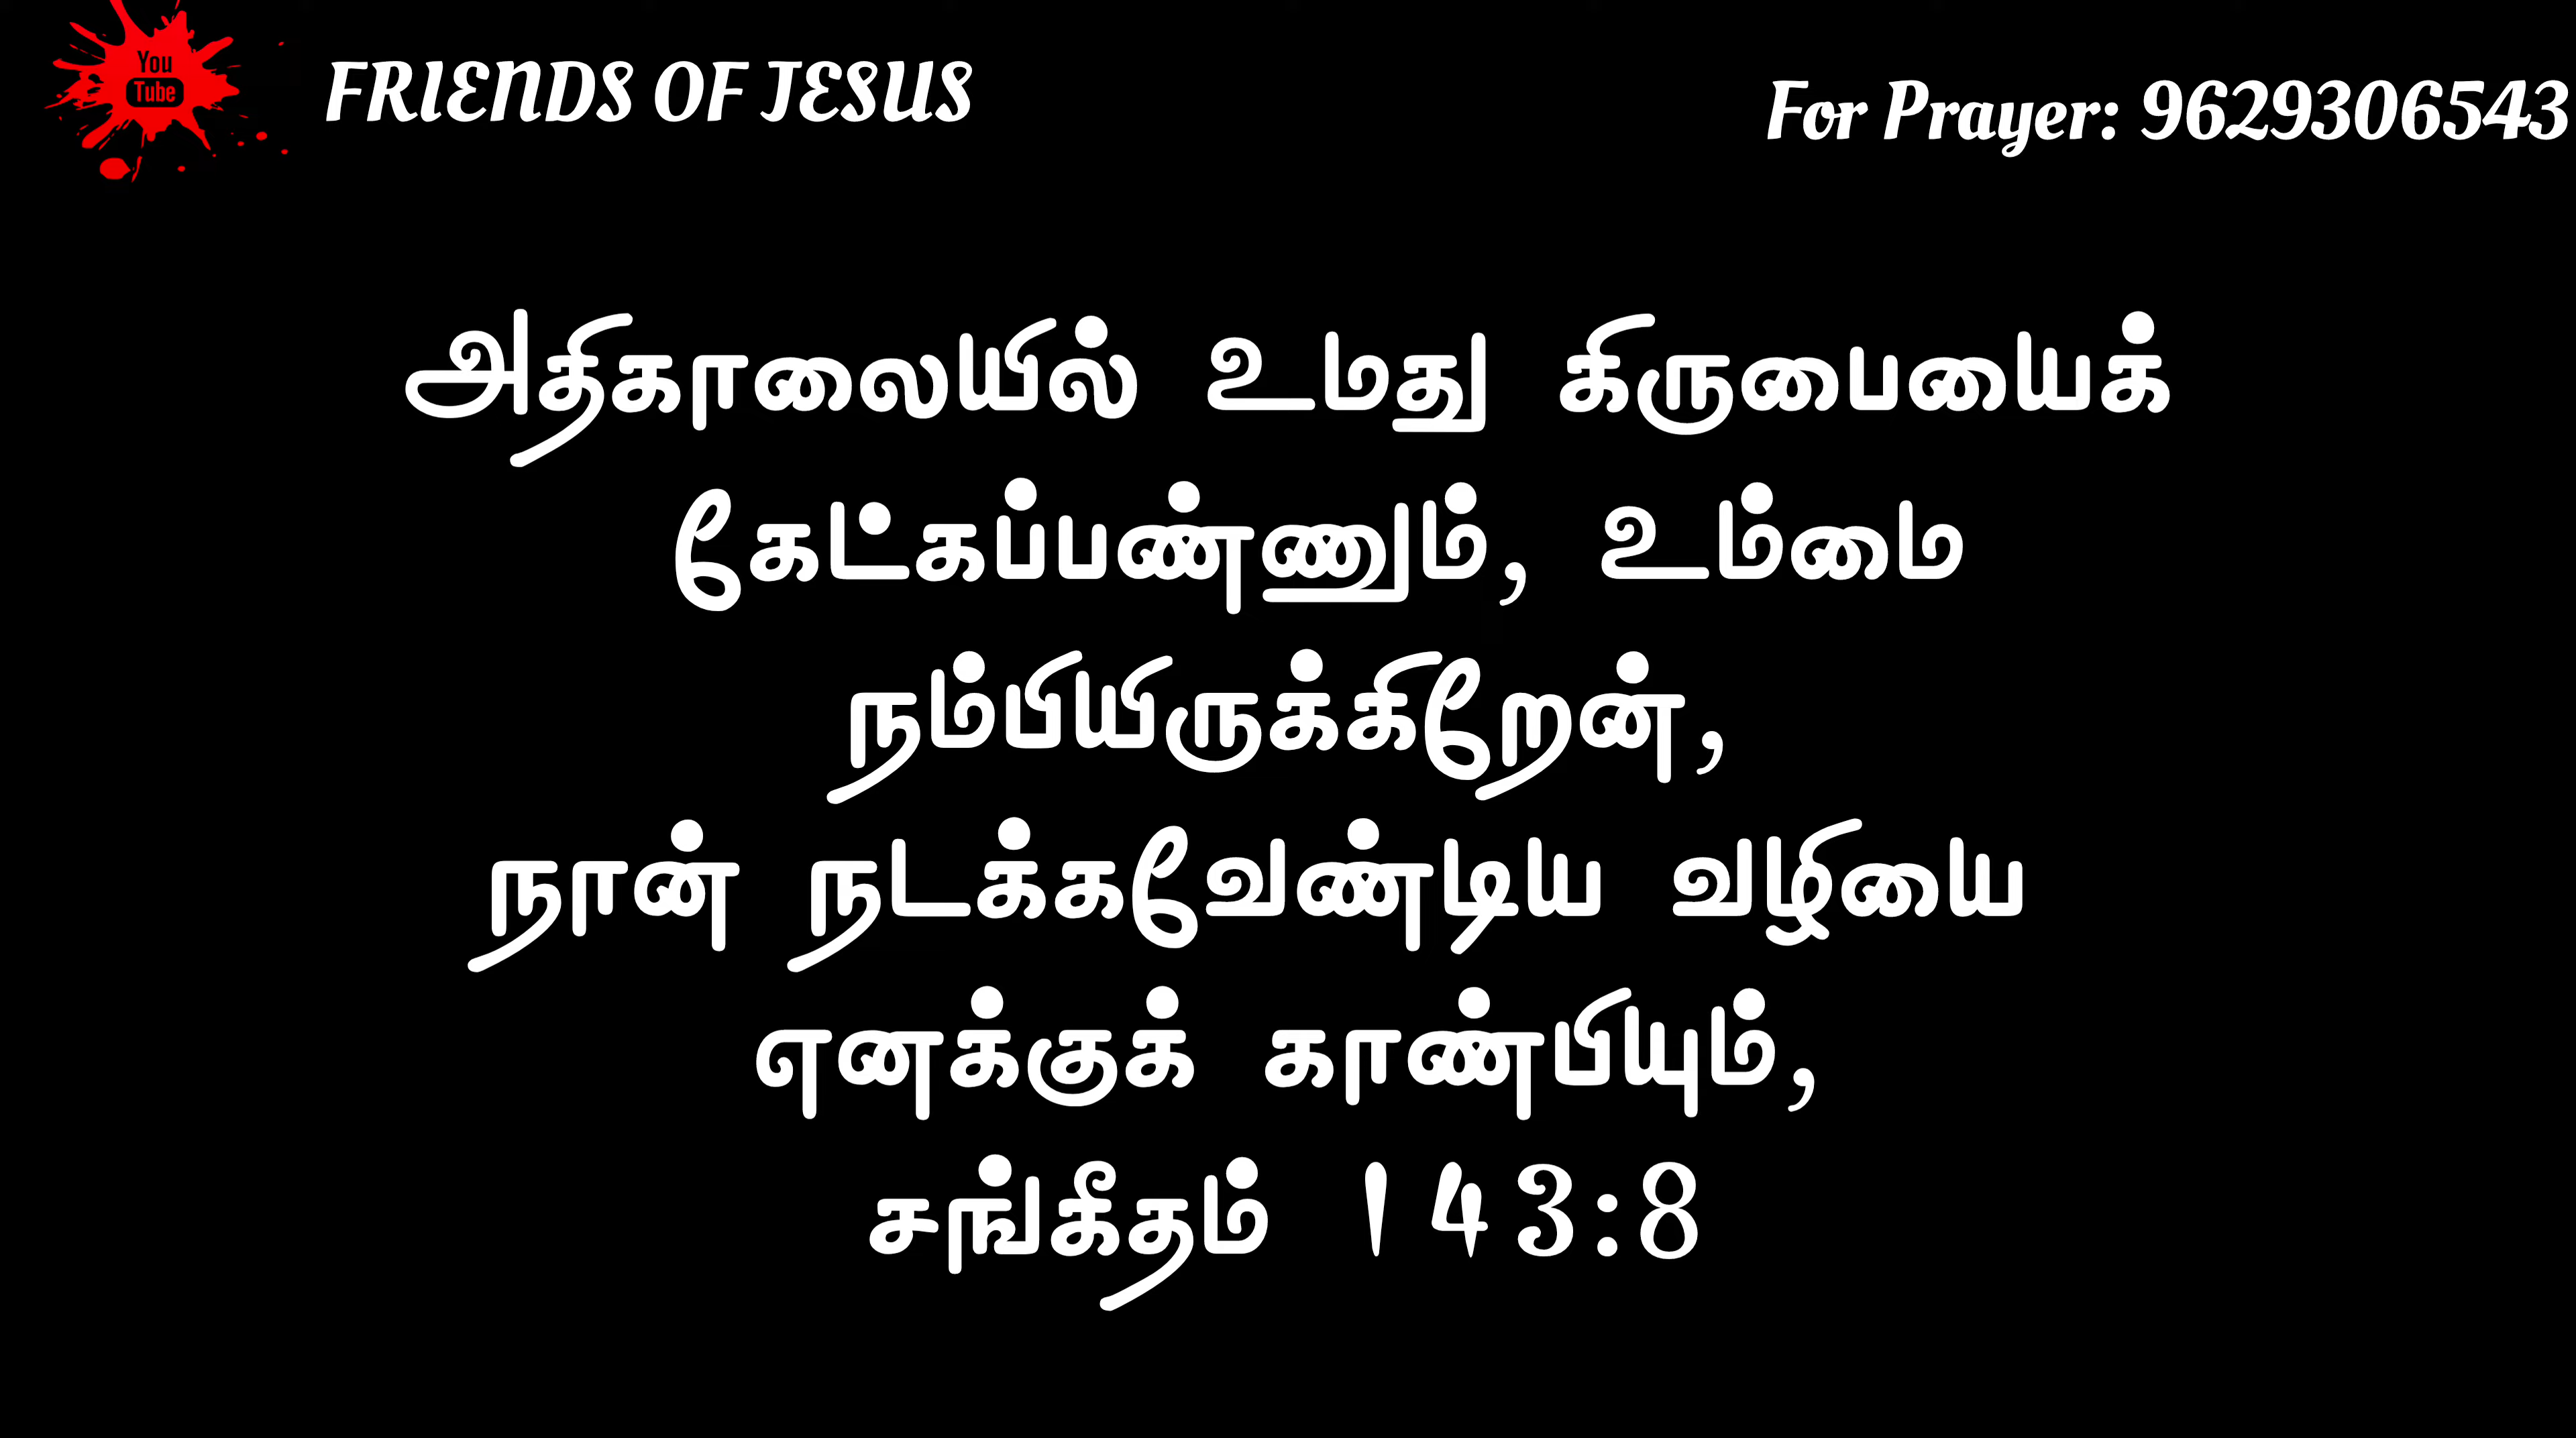 You
Tube
FRIENDS OF JESUS
For Prayer: 9629306543
அதிகாலையில் உமது கிருபையைக்
கேட்கப்பண்ணும், உம்மை
நம்பியிருக்கிறேன்,
நான் நடக்கவேண்டிய வழியை
எனக்குக் காண்பியும்,
சங்கீதம் 143:8